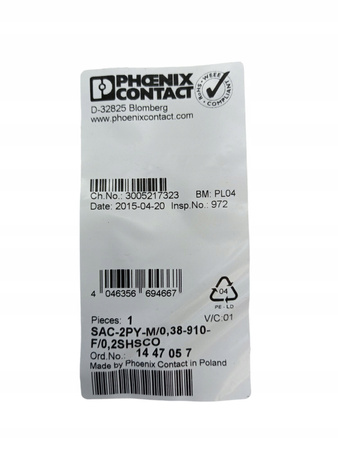 PHŒNIX
CONTACT
WEEE
RoHS
COMPLIANT
D-32825 Blomberg
www.phoenixcontact.com
Ch.No.: 3005217323 BM: PL04
Date: 2015-04-20 Insp.No.: 972
4 046356 694667
04
PE-LD
Pieces: 1 V/C:01
SAC-2PY-M/0,38-910-
F/0,2SHSCO
Ord.No.: 14 47 05 7
Made by Phoenix Contact in Poland